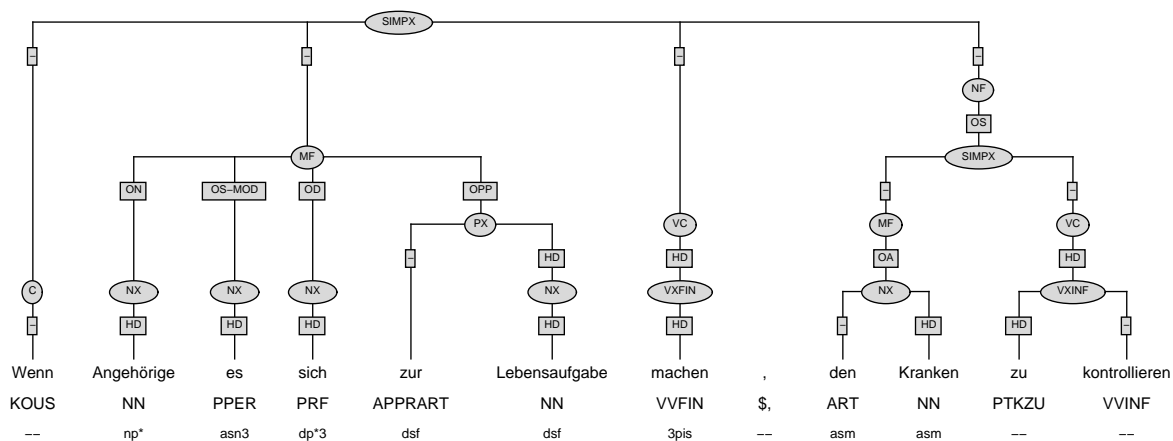 SIMPX
– – – –
NF
OS
MF SIMPX
ON OS–MOD OD OPP – –
PX VC MF VC
– HD HD OA HD
C NX NX NX NX VXFIN NX VXINF
– HD HD HD HD HD – HD HD –
Wenn Angehörige es sich zur Lebensaufgabe machen , den Kranken zu kontrollieren
KOUS NN PPER PRF APPRART NN VVFIN $, ART NN PTKZU VVINF
–– np* asn3 dp*3 dsf dsf 3pis –– asm asm –– ––